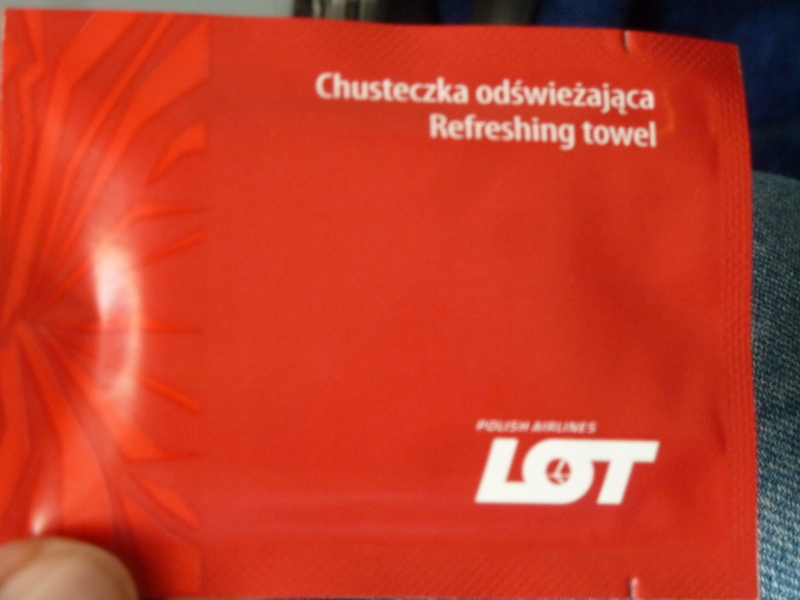 Chusteczka odświeżająca
Refreshing towel
POLISH AIRLINES
LOT